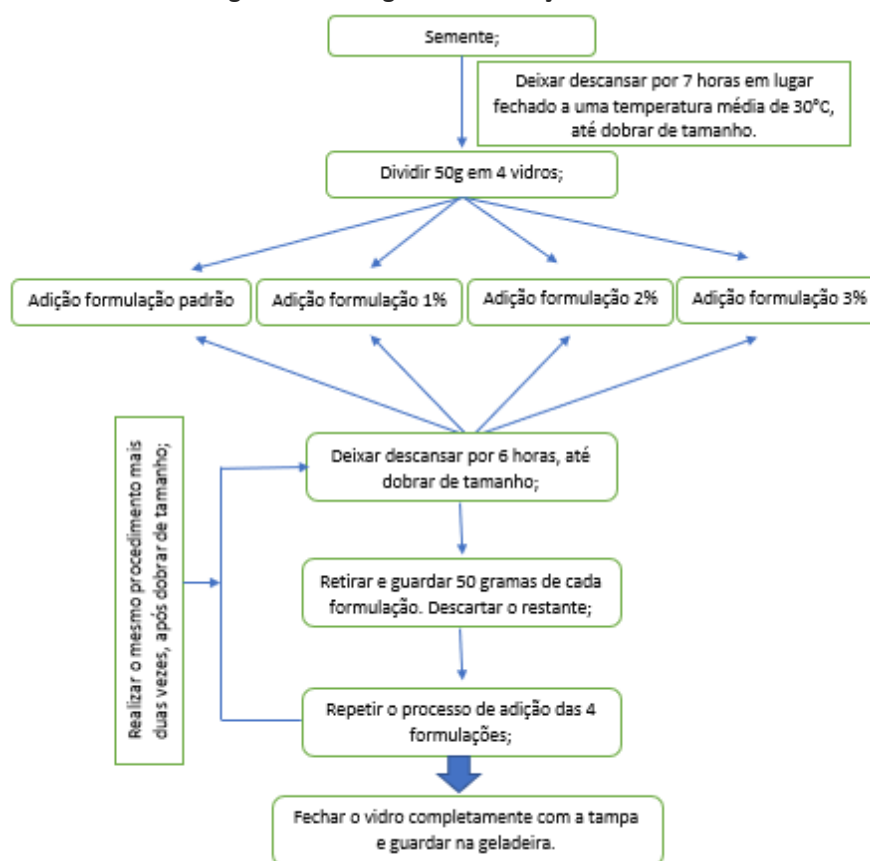 Semente;
Deixar descansar por 7 horas em lugar
fechado a uma temperatura média de 30°C,
até dobrar de tamanho.
Dividir 50g em 4 vidros;
Adição formulação padrão
Adição formulação 1%
Adição formulação 2%
Adição formulação 3%
Realizar o mesmo procedimento mais
duas vezes, após dobrar de tamanho;
Deixar descansar por 6 horas, até
dobrar de tamanho;
Retirar e guardar 50 gramas de cada
formulação. Descartar o restante;
Repetir o processo de adição das 4
formulações;
Fechar o vidro completamente com a tampa
e guardar na geladeira.